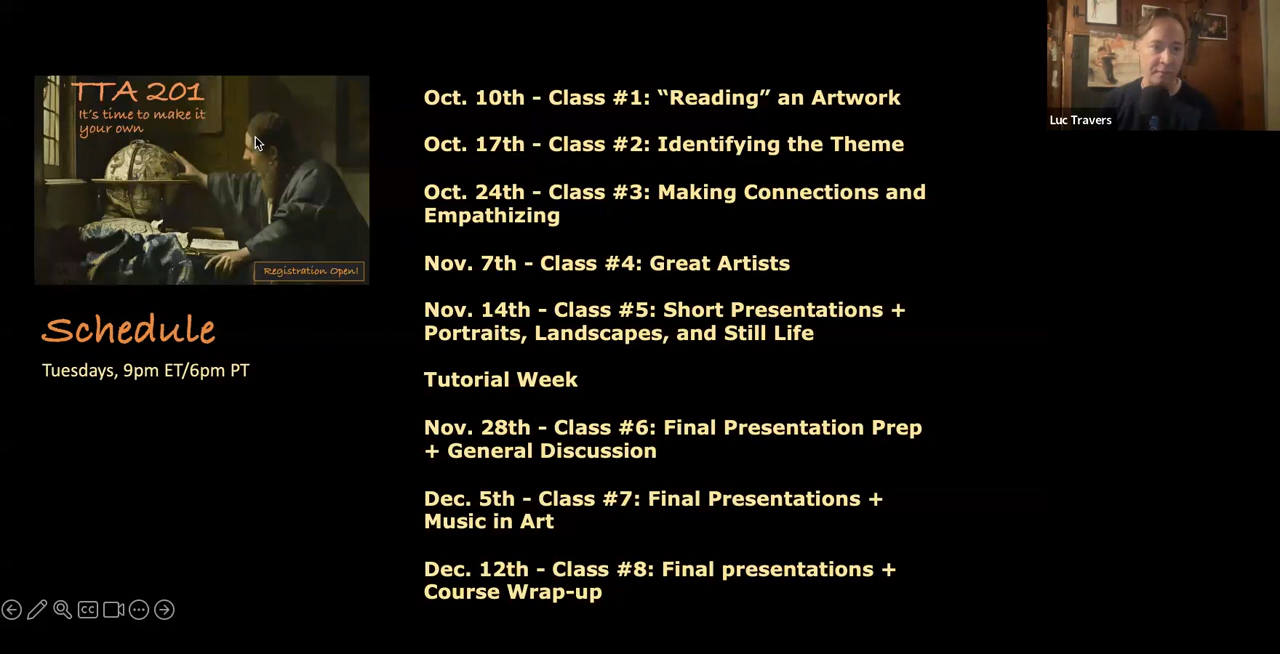 TTA 201
It's time to make it
your own
Registration Open!
Schedule
Tuesdays, 9pm ET/6pm PT
Oct. 10th - Class #1: “Reading” an Artwork
Oct. 17th - Class #2: Identifying the Theme
Oct. 24th - Class #3: Making Connections and
Empathizing
Nov. 7th - Class #4: Great Artists
Nov. 14th - Class #5: Short Presentations +
Portraits, Landscapes, and Still Life
Tutorial Week
Nov. 28th - Class #6: Final Presentation Prep
+ General Discussion
Dec. 5th - Class #7: Final Presentations +
Music in Art
Dec. 12th - Class #8: Final presentations +
Course Wrap-up
Luc Travers
CC